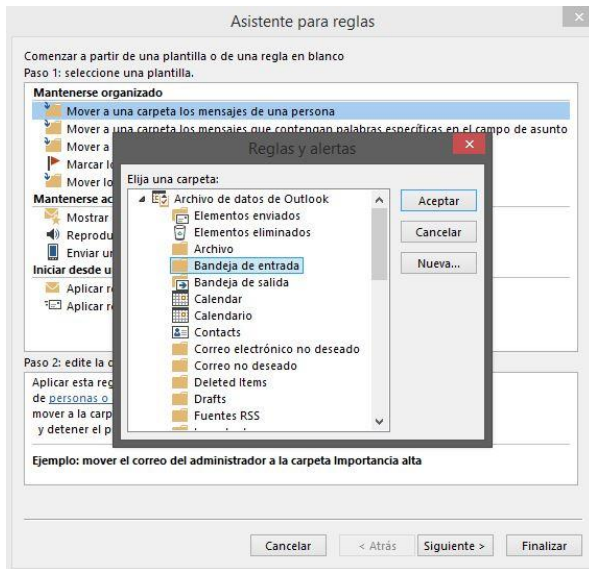 Asistente para reglas
Comenzar a partir de una plantilla o de una regla en blanco
Paso 1: seleccione una plantilla.
Mantenerse organizado
Mover a una carpeta los mensajes de una persona
Mover a una carpeta los mensajes que contengan palabras específicas en el campo de asunto
Mover a
Marcar
Mover
Mantenerse
Mostrar
Enviar
Iniciar desde
Aplicar
Aplicar
Reglas y alertas
Elija una carpeta:
Archivo de datos de Outlook
Elementos enviados
Elementos eliminados
Archivo
Bandeja de entrada
Bandeja de salida
Calendar
Calendario
Contacts
Correo electrónico no deseado
Correo no deseado
Deleted Items
Drafts
Fuentes RSS
Aceptar
Cancelar
Nueva...
Paso 2: edite la
Aplicar esta
de personas o
mover a la
y detener el
Ejemplo: mover el correo del administrador a la carpeta Importancia alta
Cancelar
< Atrás
Siguiente >
Finalizar